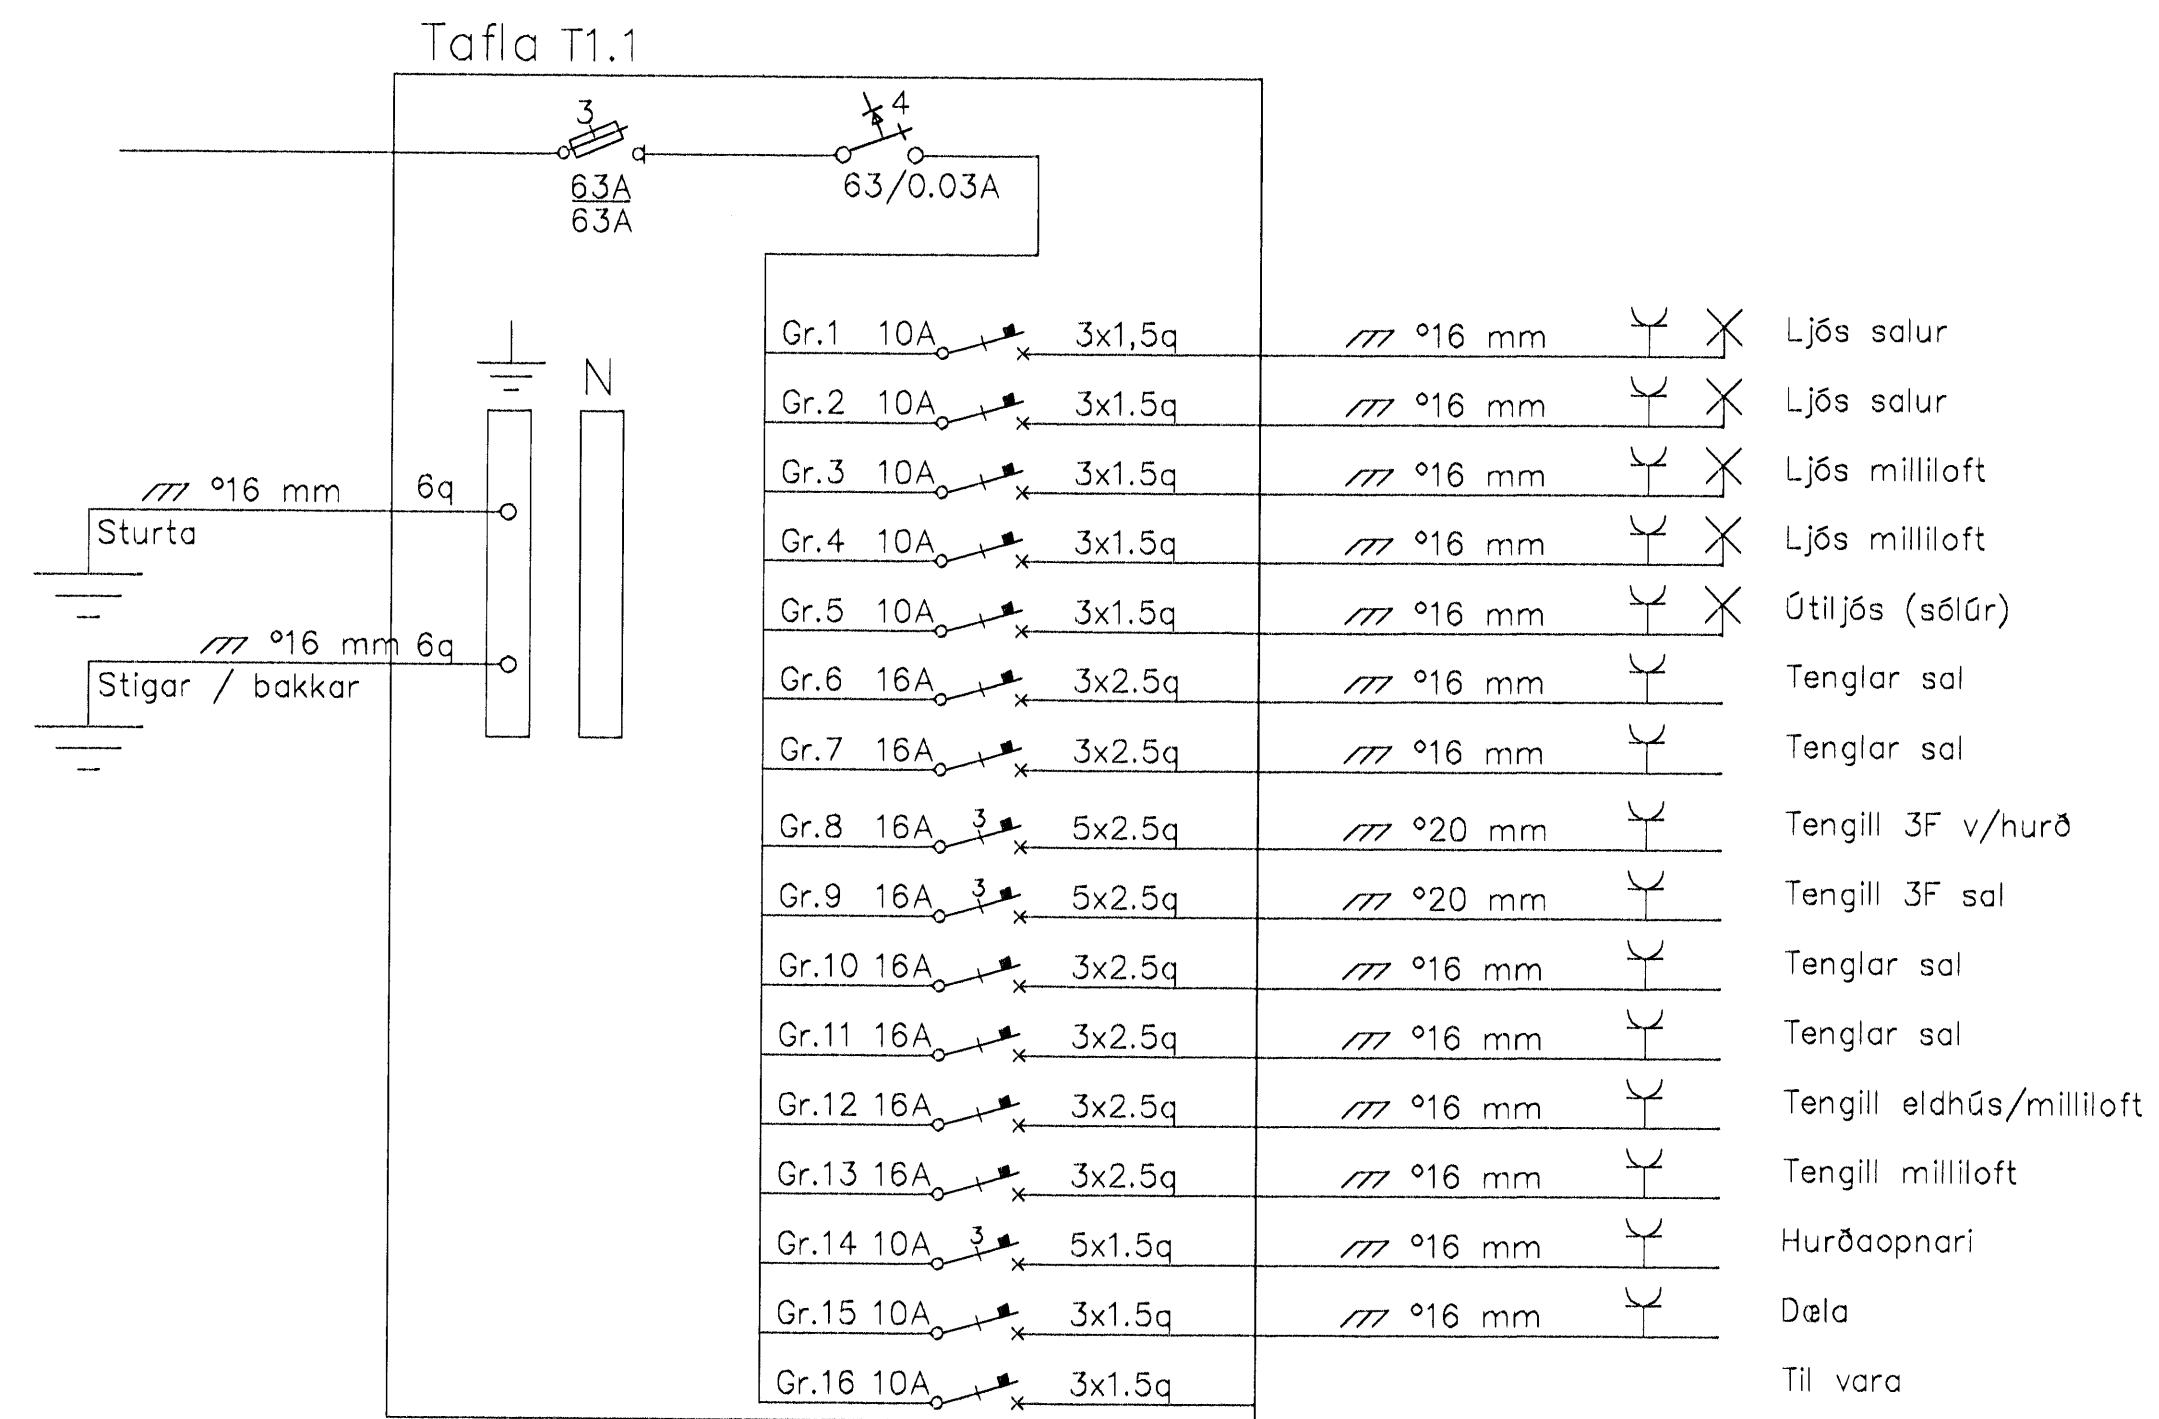 Tafla T1.1
3
4
63A
63A
63/0.03A
N
°16 mm 6q
Sturta
°16 mm 6q
Stigar / bakkar
Gr.1 10A 3x1,5q °16 mm Ljós salur
Gr.2 10A 3x1.5q °16 mm Ljós salur
Gr.3 10A 3x1.5q °16 mm Ljós milliloft
Gr.4 10A 3x1.5q °16 mm Ljós milliloft
Gr.5 10A 3x1.5q °16 mm Útiljós (sólúr)
Gr.6 16A 3x2.5q °16 mm Tenglar sal
Gr.7 16A 3x2.5q °16 mm Tenglar sal
Gr.8 16A 3 5x2.5q °20 mm Tengill 3F v/hurð
Gr.9 16A 3 5x2.5q °20 mm Tengill 3F sal
Gr.10 16A 3x2.5q °16 mm Tenglar sal
Gr.11 16A 3x2.5q °16 mm Tenglar sal
Gr.12 16A 3x2.5q °16 mm Tengill eldhús/milliloft
Gr.13 16A 3x2.5q °16 mm Tengill milliloft
Gr.14 10A 3 5x1.5q °16 mm Hurðaopnari
Gr.15 10A 3x1.5q °16 mm Dæla
Gr.16 10A 3x1.5q Til vara